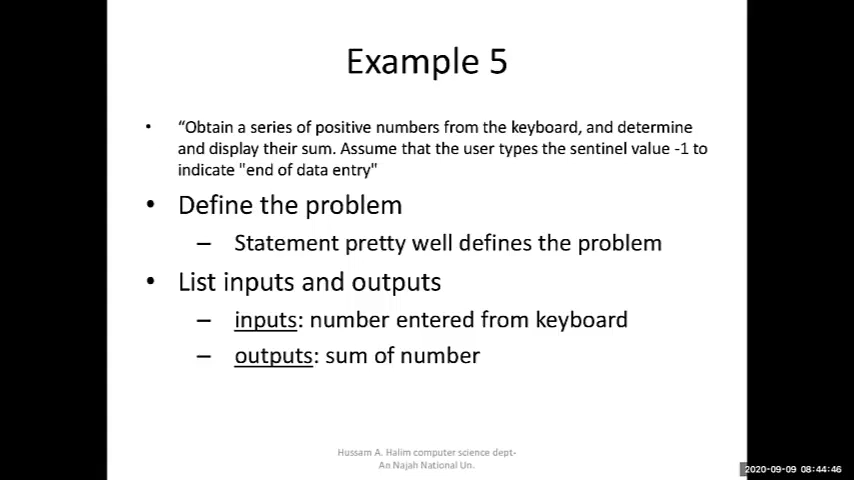 Example 5
• “Obtain a series of positive numbers from the keyboard, and determine
and display their sum. Assume that the user types the sentinel value -1 to
indicate "end of data entry"
• Define the problem
– Statement pretty well defines the problem
• List inputs and outputs
– inputs: number entered from keyboard
– outputs: sum of number
Hussam A. Halim computer science dept-
An Najah National Un.
2020-09-09 08:44:46